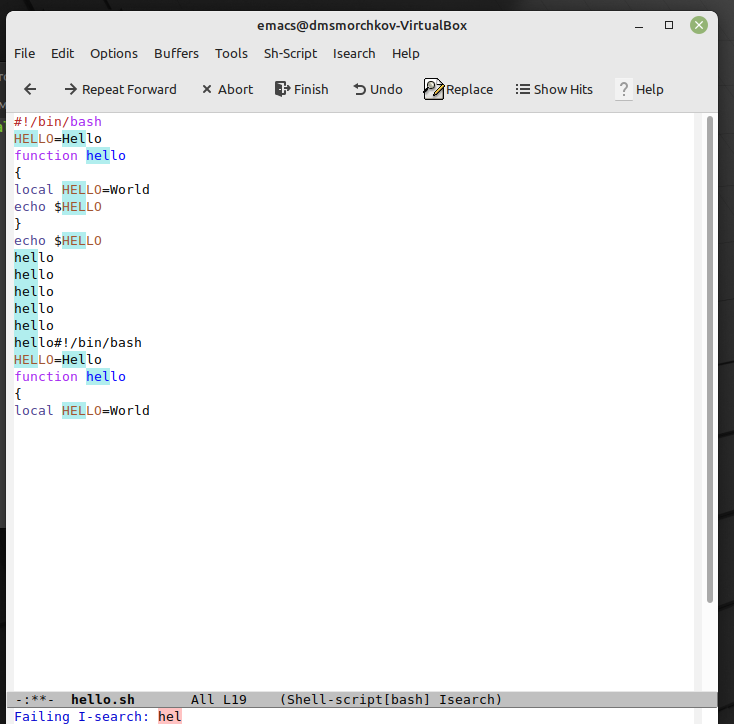 emacs@dmsmorchkov-VirtualBox
File Edit Options Buffers Tools Sh-Script Isearch Help
Repeat Forward Abort Finish Undo Replace Show Hits ? Help
#!/bin/bash
HELLO=Hello
function hello
{
local HELLO=World
echo $HELLO
}
echo $HELLO
hello
hello
hello
hello
hello
hello#!/bin/bash
HELLO=Hello
function hello
{
local HELLO=World
-:**- hello.sh All L19 (Shell-script[bash] Isearch)
Failing I-search: hel